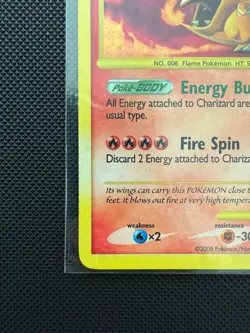 NO. 006 Flame Pokémon HT: 5
Poké-BODY Energy Bu
All Energy attached to Charizard are
usual type.
Fire Spin
Discard 2 Energy attached to Chariza
Its wings can carry this POKÉMON close t
feet. It blows out fire at very high temperat
weakness resistance
×2 -30
©2008 Pokémon/Nin